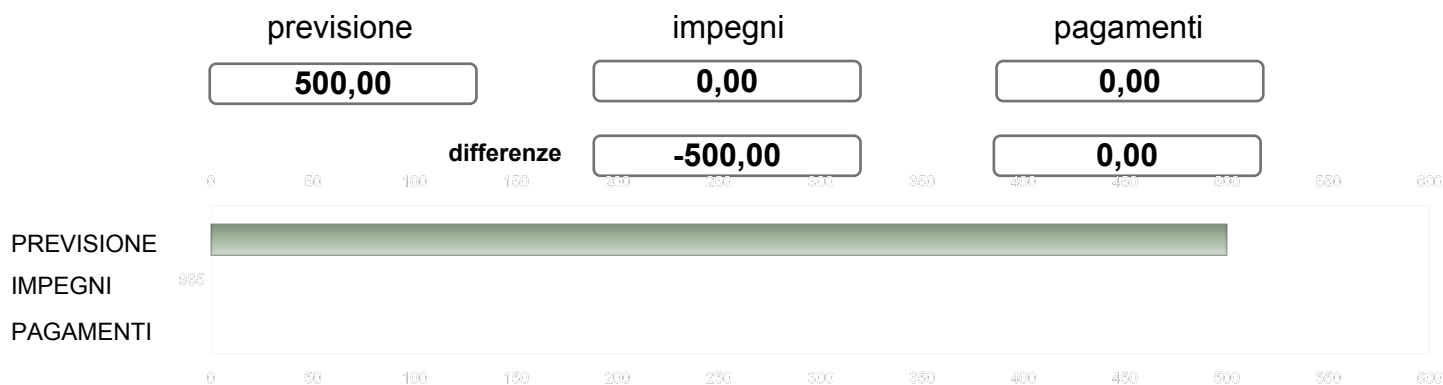 previsione impegni pagamenti
500,00 0,00 0,00
differenze -500,00 0,00
0 50 100 150 200 250 300 350 400 450 500 550 600
PREVISIONE
985
IMPEGNI
PAGAMENTI
0 50 100 150 200 250 300 350 400 450 500 550 600